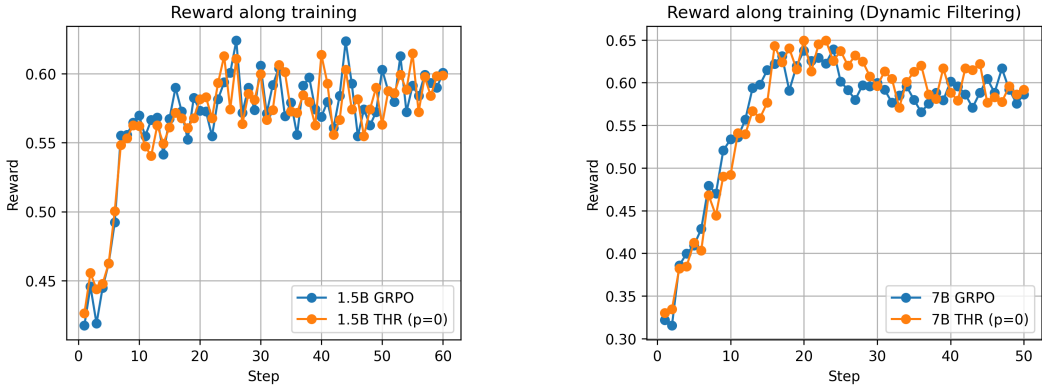 Reward along training
Reward
0.60
0.55
0.50
0.45
0
10
20
30
40
50
60
Step
1.5B GRPO
1.5B THR (p=0)
Reward along training (Dynamic Filtering)
Reward
0.65
0.60
0.55
0.50
0.45
0.40
0.35
0.30
0
10
20
30
40
50
Step
7B GRPO
7B THR (p=0)